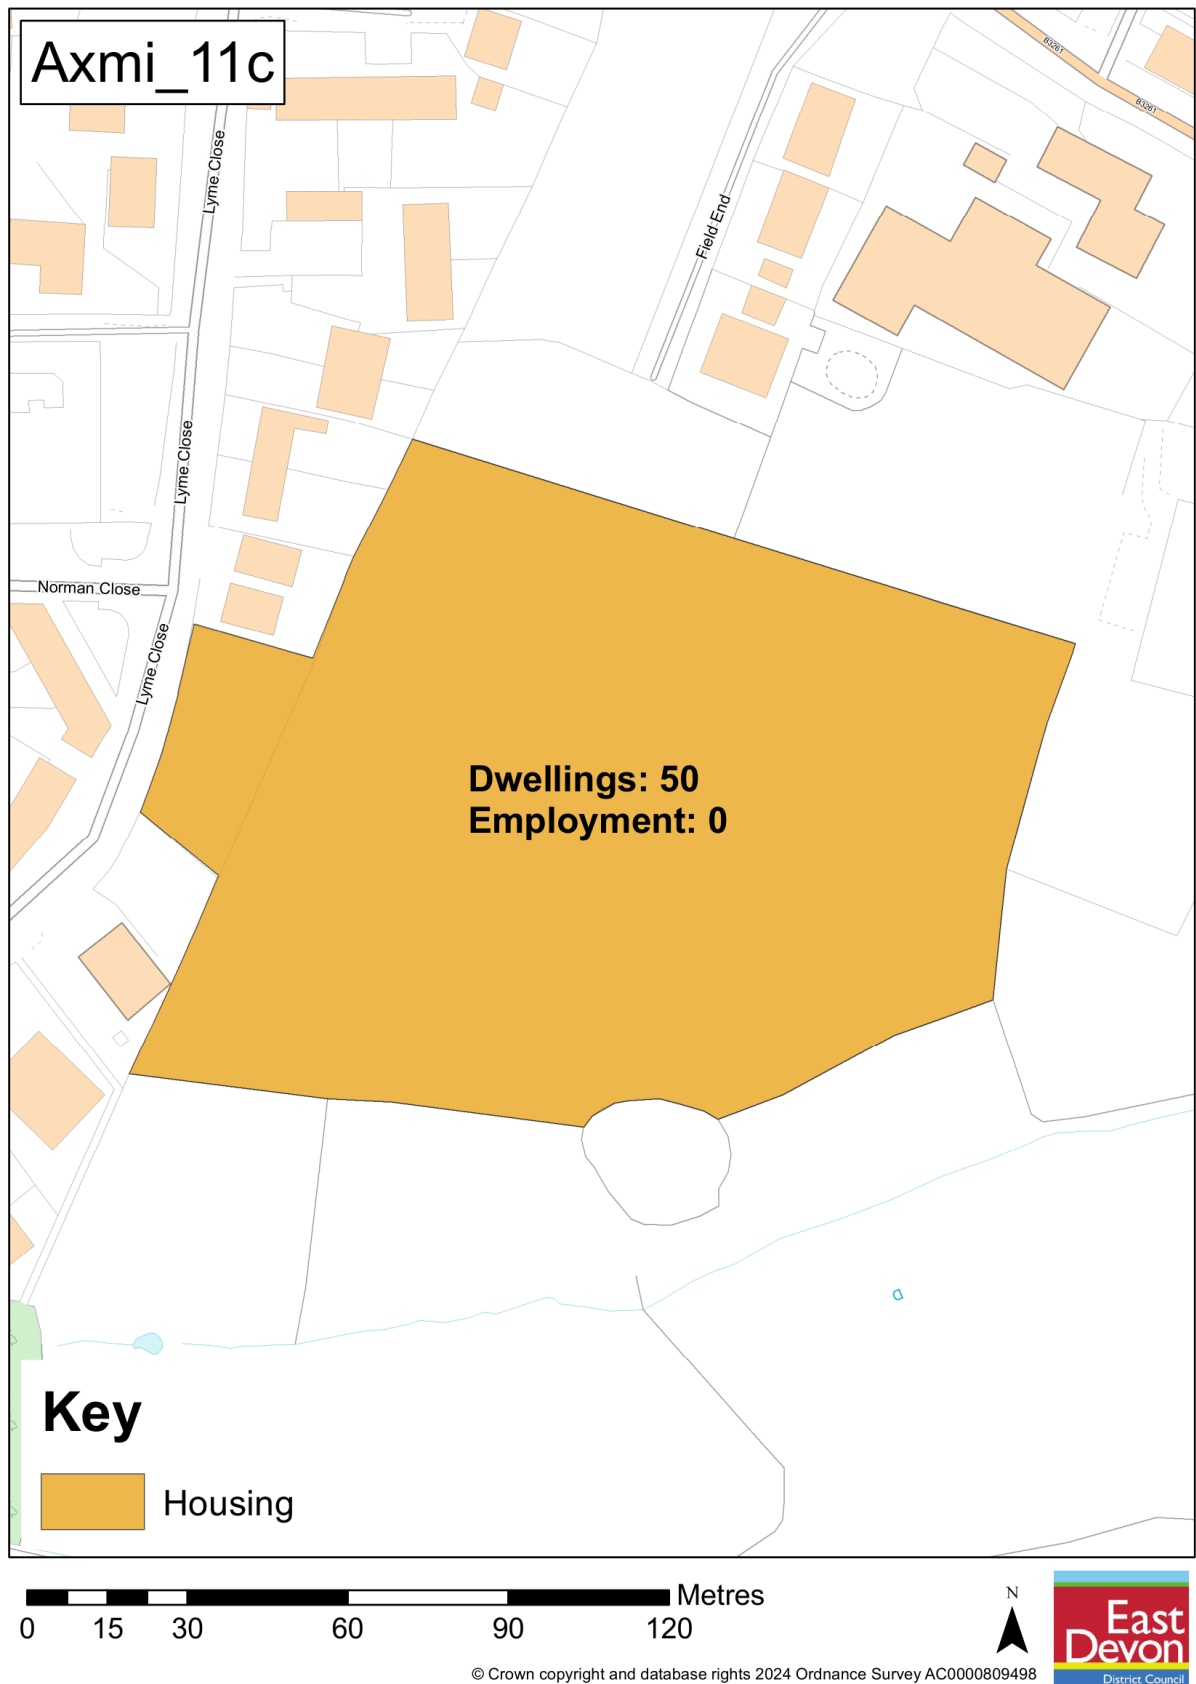 Axmi_11c
B3261
B3261
Lyme Close
Field End
Lyme Close
Norman Close
Lyme Close
Dwellings: 50
Employment: 0
Key
Housing
Metres
0 15 30 60 90 120
N
East
Devon
District Council
© Crown copyright and database rights 2024 Ordnance Survey AC0000809498